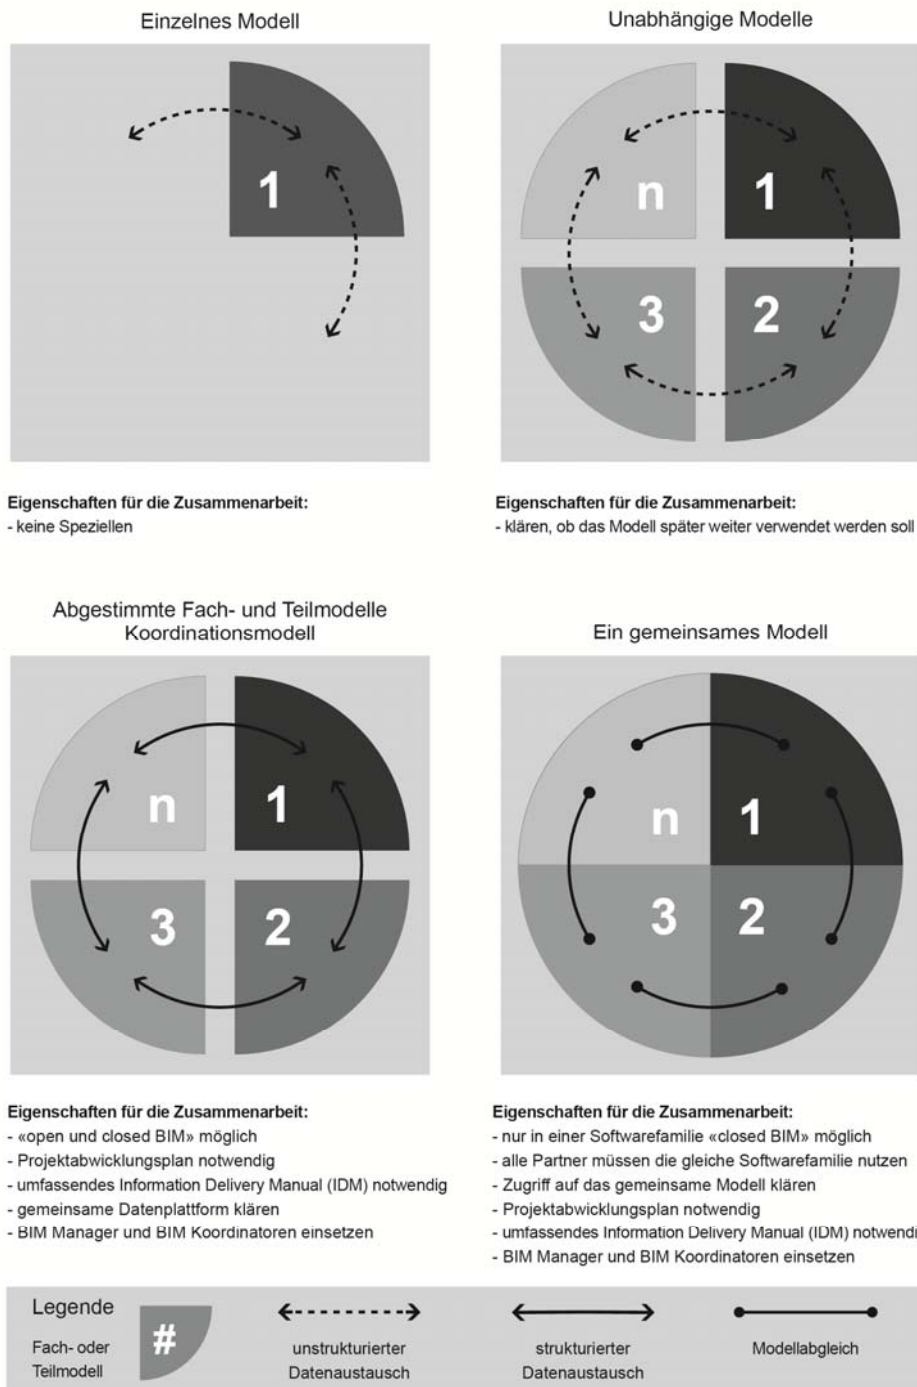 Einzelnes Modell
1
Eigenschaften für die Zusammenarbeit:
- keine Speziellen
Unabhängige Modelle
n 1
3 2
Eigenschaften für die Zusammenarbeit:
- klären, ob das Modell später weiter verwendet werden soll
Abgestimmte Fach- und Teilmodelle
Koordinationsmodell
n 1
3 2
Eigenschaften für die Zusammenarbeit:
- «open und closed BIM» möglich
- Projektabwicklungsplan notwendig
- umfassendes Information Delivery Manual (IDM) notwendig
- gemeinsame Datenplattform klären
- BIM Manager und BIM Koordinatoren einsetzen
Ein gemeinsames Modell
n 1
3 2
Eigenschaften für die Zusammenarbeit:
- nur in einer Softwarefamilie «closed BIM» möglich
- alle Partner müssen die gleiche Softwarefamilie nutzen
- Zugriff auf das gemeinsame Modell klären
- Projektabwicklungsplan notwendig
- umfassendes Information Delivery Manual (IDM) notwendi
- BIM Manager und BIM Koordinatoren einsetzen
Legende
Fach- oder
Teilmodell
#
unstrukturierter
Datenaustausch
strukturierter
Datenaustausch
Modellabgleich